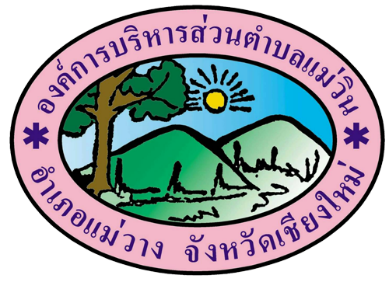 องค์การบริหารส่วนตำบลแม่วิน
อำเภอแม่วาง จังหวัดเชียงใหม่